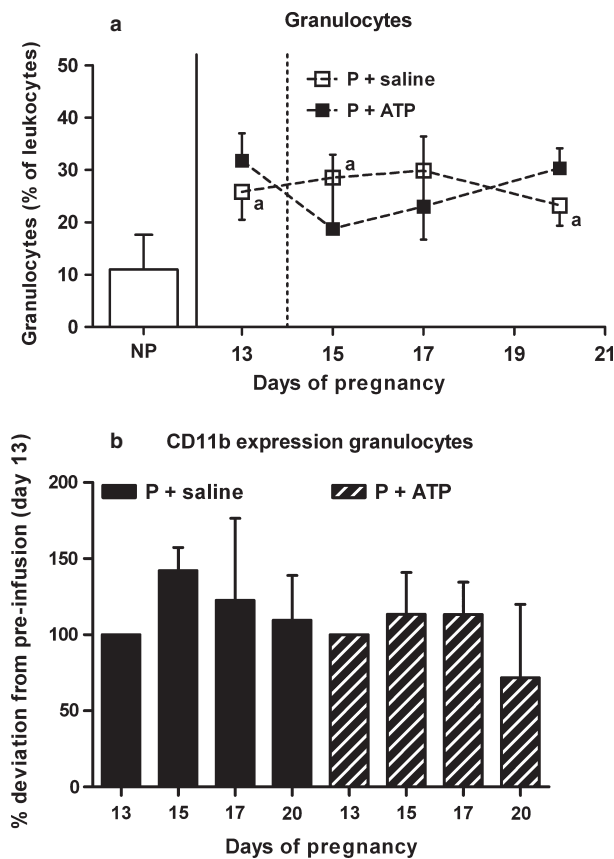 a Granulocytes
Granulocytes (% of leukocytes)
50
40
30
20
10
0
P + saline
P + ATP
a
a
a
NP 13 15 17 19 21
Days of pregnancy
b CD11b expression granulocytes
% deviation from pre-infusion (day 13)
200
150
100
50
0
P + saline P + ATP
13 15 17 20 13 15 17 20
Days of pregnancy